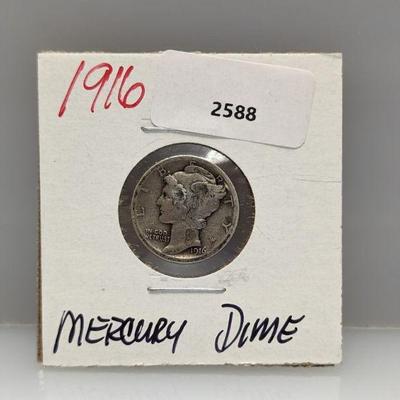 1916
2588
LIBERTY
IN GOD
WE TRUST
1916
MERCURY DIME